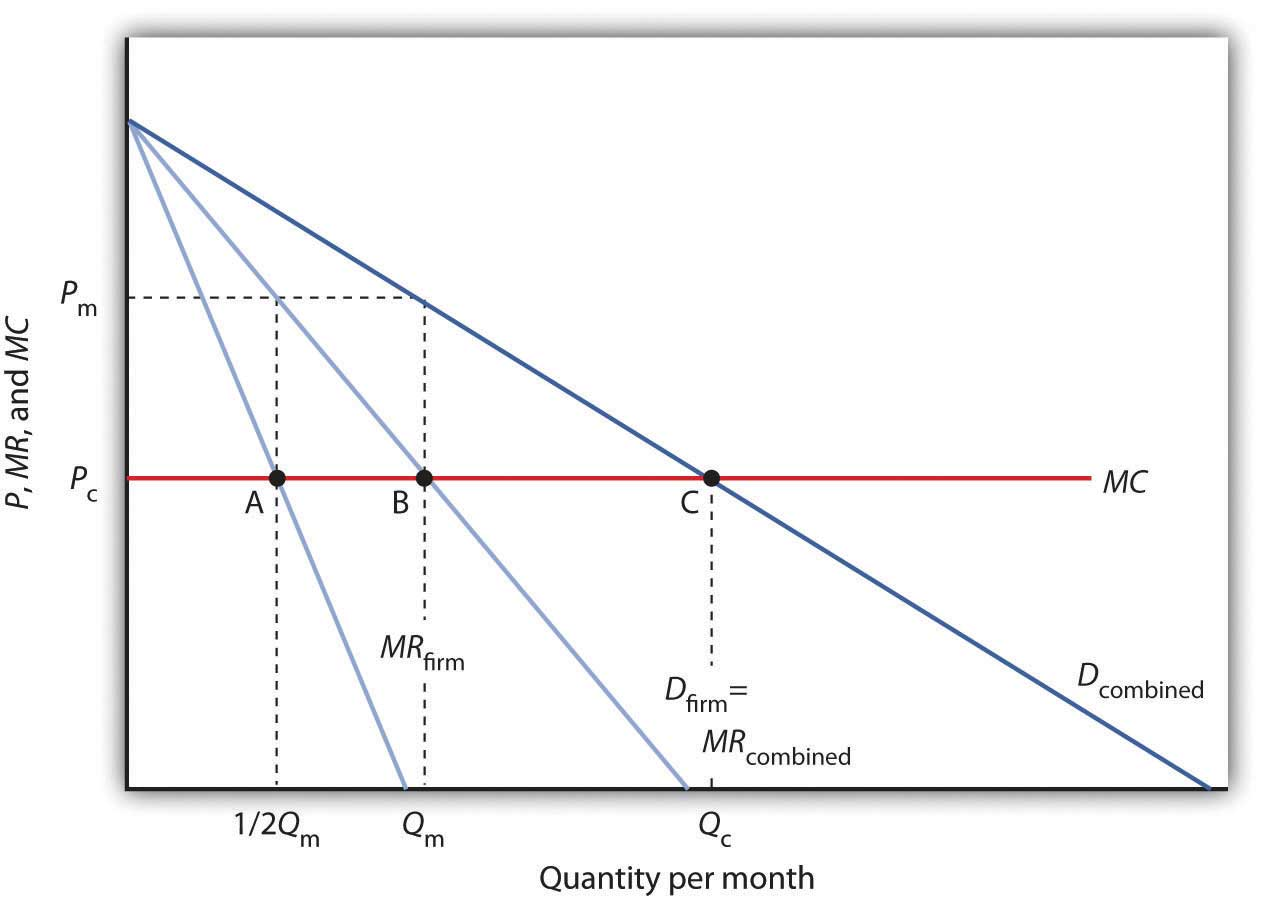 P, MR, and MC
Pm
Pc
MC
A
B
C
MRfirm
Dfirm=
MRcombined
Dcombined
1/2Qm
Qm
Qc
Quantity per month